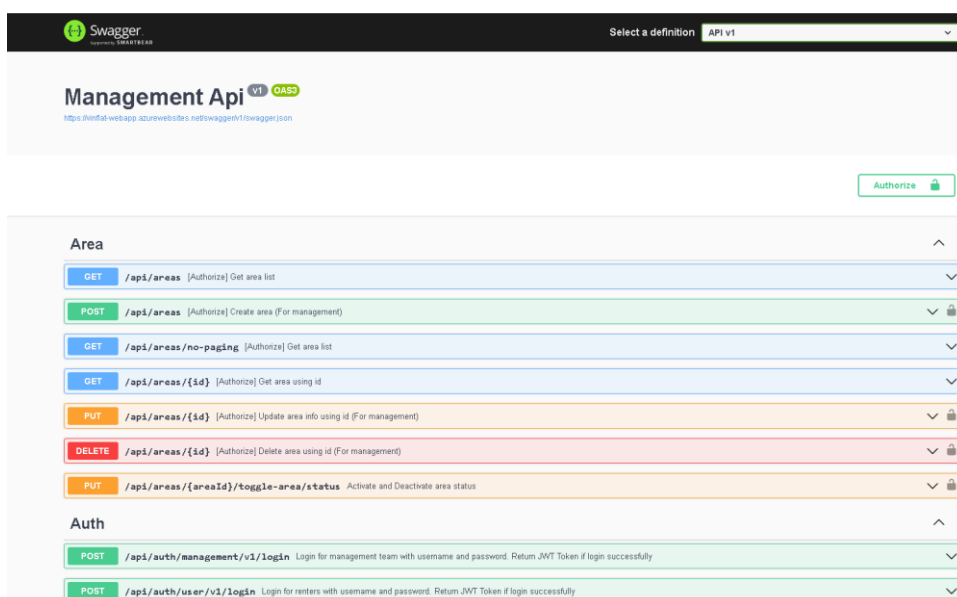 Swagger.
Supported by SMARTBEAR
Select a definition
API v1
Management Api v1 OAS3
https://vinflat-webapp.azurewebsites.net/swagger/v1/swagger.json
Authorize
Area
GET /api/areas [Authorize] Get area list
POST /api/areas [Authorize] Create area (For management)
GET /api/areas/no-paging [Authorize] Get area list
GET /api/areas/{id} [Authorize] Get area using id
PUT /api/areas/{id} [Authorize] Update area info using id (For management)
DELETE /api/areas/{id} [Authorize] Delete area using id (For management)
PUT /api/areas/{areaId}/toggle-area/status Activate and Deactivate area status
Auth
POST /api/auth/management/v1/login Login for management team with username and password. Return JWT Token if login successfully
POST /api/auth/user/v1/login Login for renters with username and password. Return JWT Token if login successfully